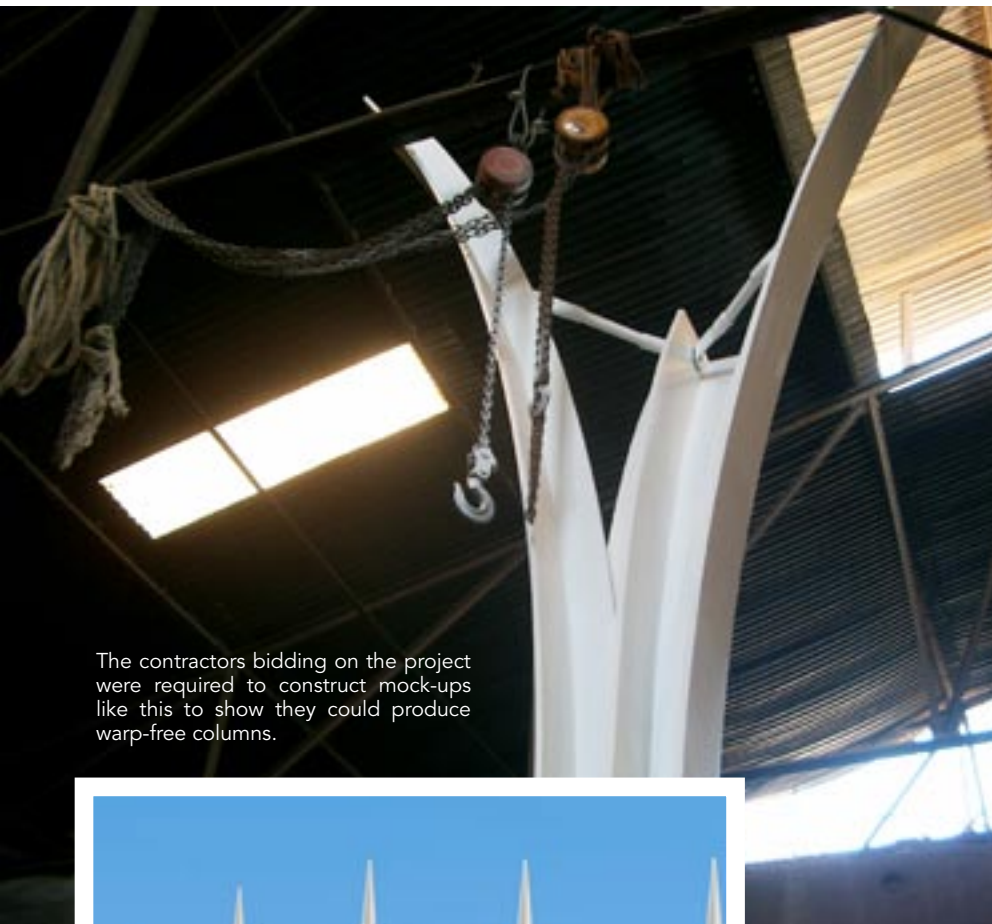 The contractors bidding on the project
were required to construct mock-ups
like this to show they could produce
warp-free columns.